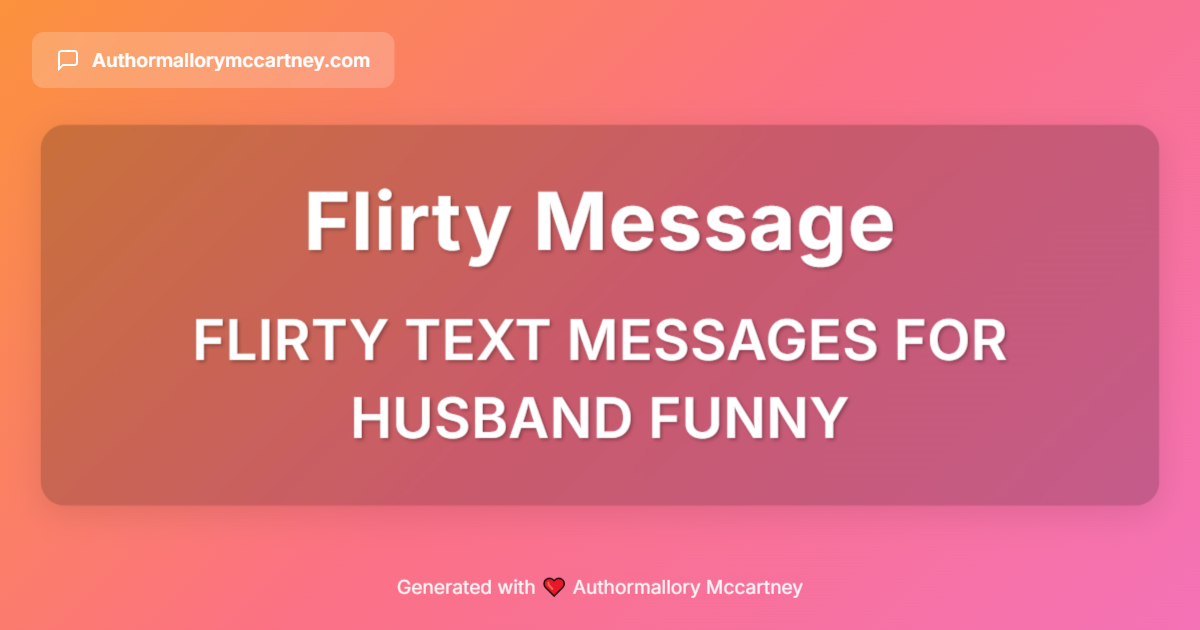 Authormallorymccartney.com
Flirty Message
FLIRTY TEXT MESSAGES FOR
HUSBAND FUNNY
Generated with ❤️ Authormallory Mccartney